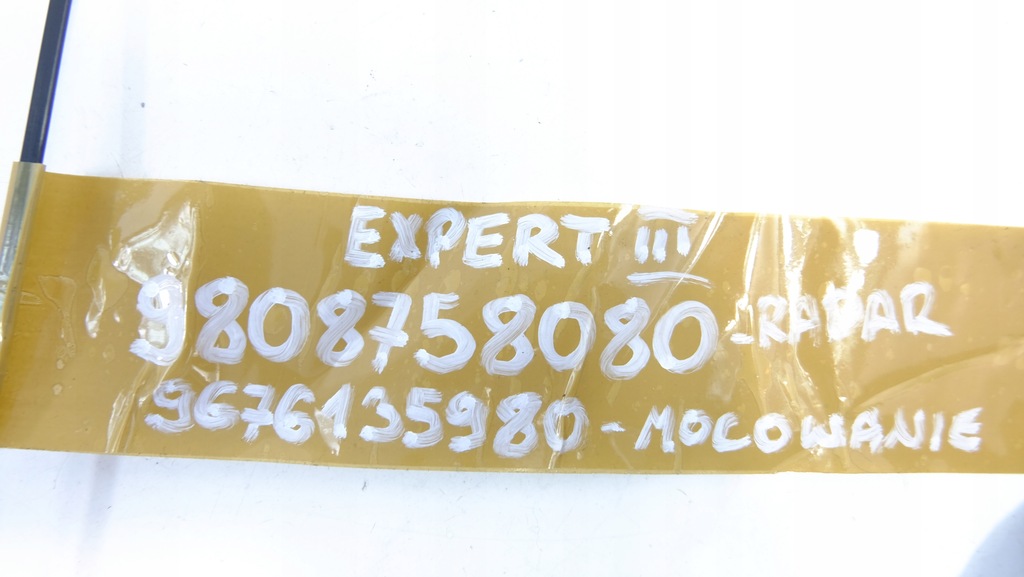 EXPERT III
9808758080 - RADAR
9676135980 - MOCOWANIE